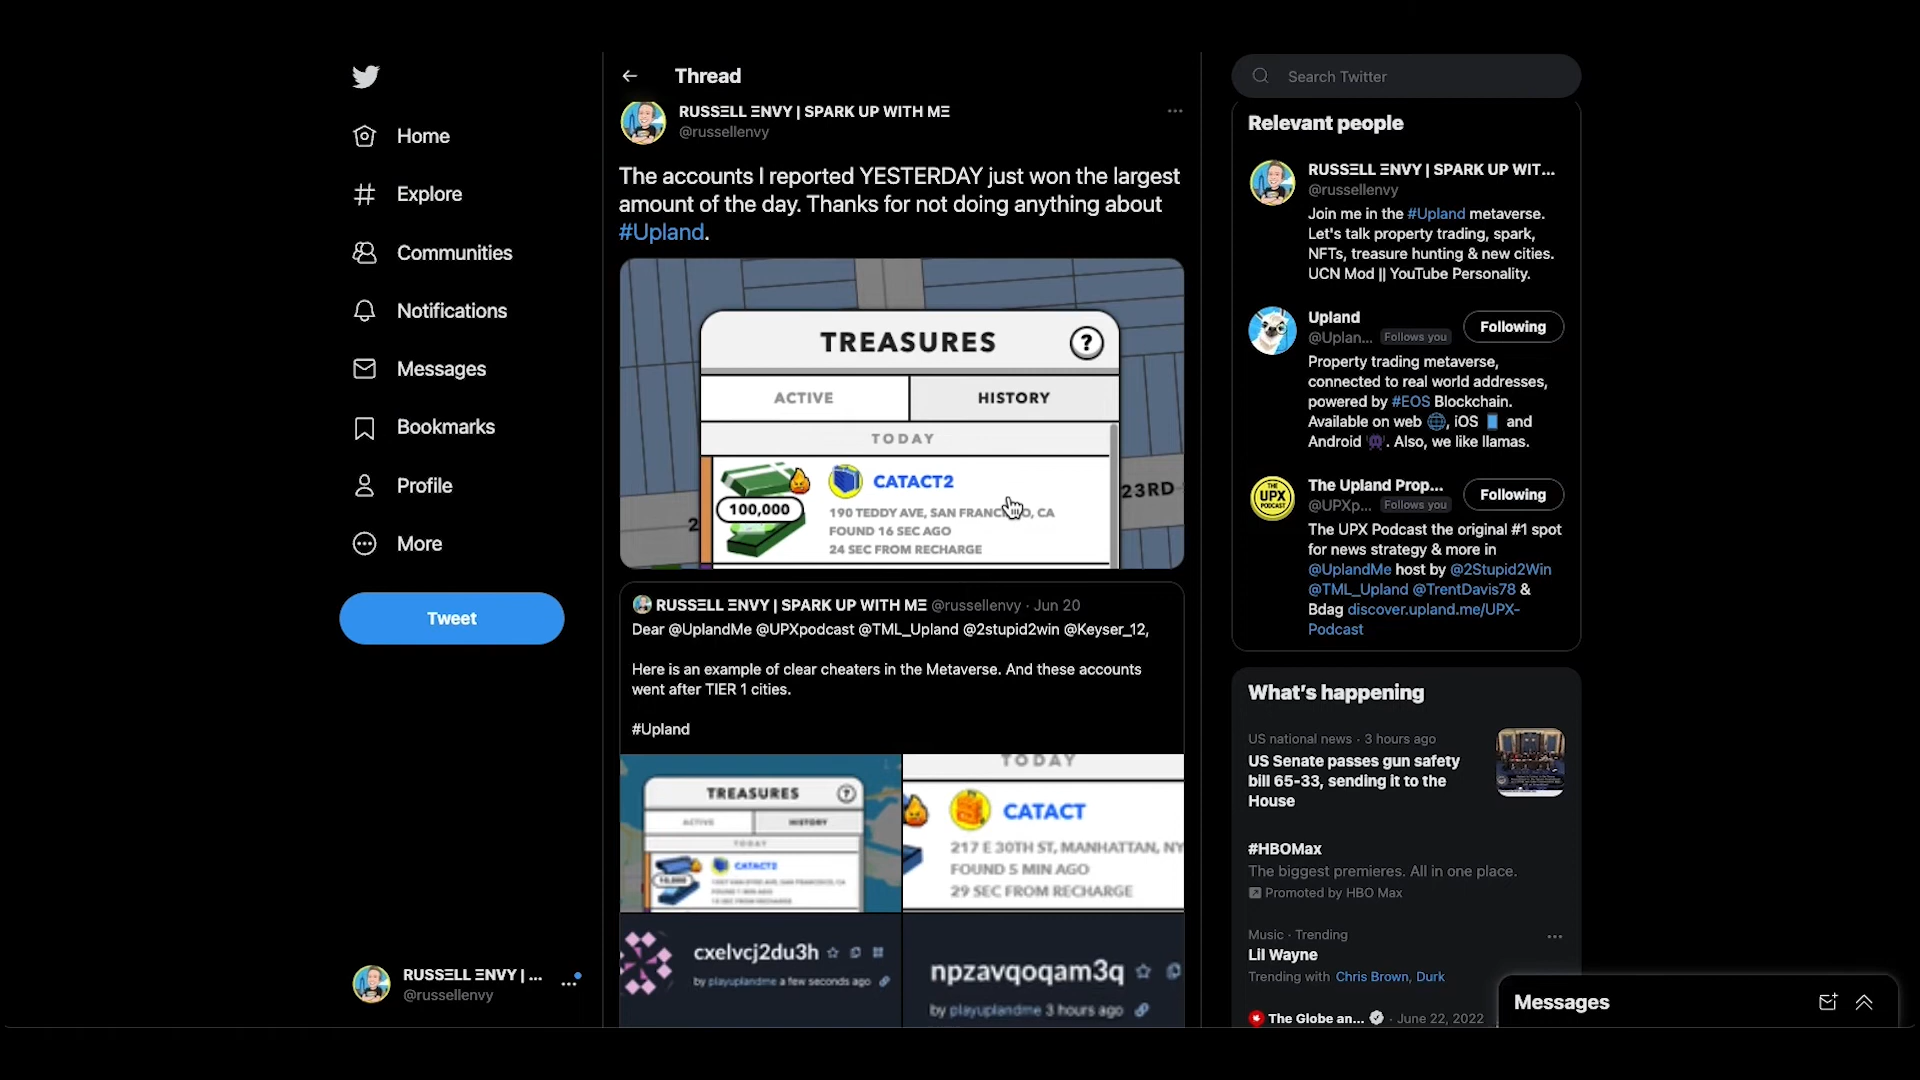 Home
Explore
Communities
Notifications
Messages
Bookmarks
Profile
More
Tweet
RUSSΞLL ΞNVY | ...
@russellenvy
Thread
RUSSΞLL ΞNVY | SPARK UP WITH MΞ
@russellenvy
The accounts I reported YESTERDAY just won the largest
amount of the day. Thanks for not doing anything about
#Upland.
TREASURES ?
ACTIVE HISTORY
TODAY
100,000
CATACT2
190 TEDDY AVE, SAN FRANCISCO, CA
FOUND 16 SEC AGO
24 SEC FROM RECHARGE
2
23RD
RUSSΞLL ΞNVY | SPARK UP WITH MΞ @russellenvy · Jun 20
Dear @UplandMe @UPXpodcast @TML_Upland @2stupid2win @Keyser_12,
Here is an example of clear cheaters in the Metaverse. And these accounts
went after TIER 1 cities.
#Upland
TREASURES ?
ACTIVE HISTORY
TODAY
10,000
CATACT2
TODAY
CATACT
217 E 30TH ST, MANHATTAN, NY
FOUND 5 MIN AGO
29 SEC FROM RECHARGE
cxelvcj2du3h
by playuplandme a few seconds ago
npzavqoqam3q
by playuplandme 3 hours ago
Search Twitter
Relevant people
RUSSΞLL ΞNVY | SPARK UP WIT...
@russellenvy
Join me in the #Upland metaverse.
Let's talk property trading, spark,
NFTs, treasure hunting & new cities.
UCN Mod || YouTube Personality.
Upland
@Uplan... Follows you
Following
Property trading metaverse,
connected to real world addresses,
powered by #EOS Blockchain.
Available on web 🌐, iOS 📱 and
Android 👾. Also, we like llamas.
THE UPX PODCAST
The Upland Prop...
@UPXp... Follows you
Following
The UPX Podcast the original #1 spot
for news strategy & more in
@UplandMe host by @2Stupid2Win
@TML_Upland @TrentDavis78 &
Bdag discover.upland.me/UPX-
Podcast
What's happening
US national news · 3 hours ago
US Senate passes gun safety
bill 65-33, sending it to the
House
#HBOMax
The biggest premieres. All in one place.
Promoted by HBO Max
Music · Trending
Lil Wayne
Trending with Chris Brown, Durk
The Globe an... · June 22, 2022
Messages